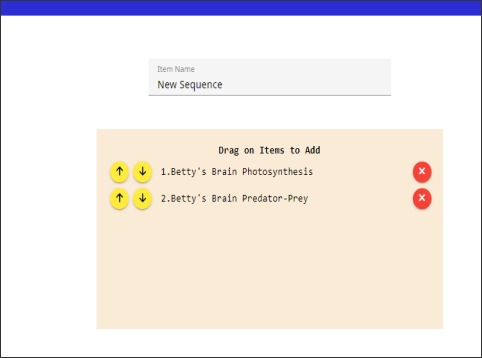 Item Name
New Sequence
Drag on Items to Add
1.Betty's Brain Photosynthesis
2.Betty's Brain Predator-Prey